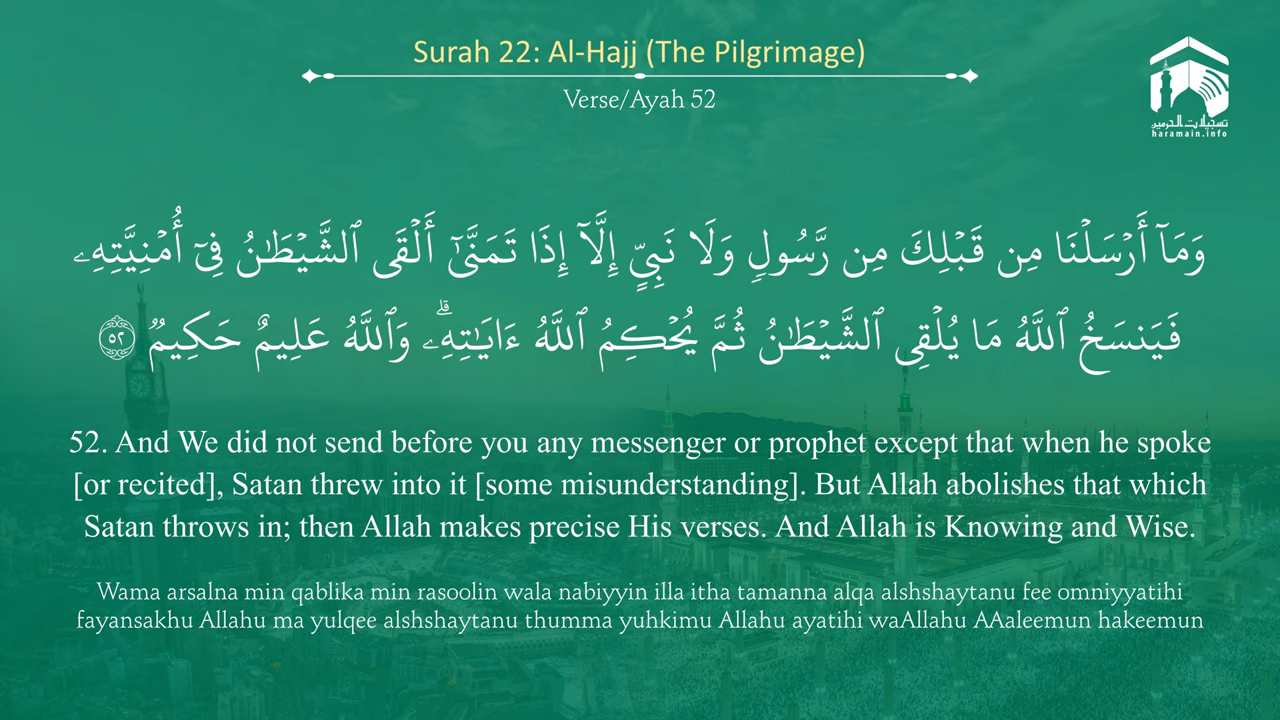 Surah 22: Al-Hajj (The Pilgrimage)
Verse/Ayah 52
تسجيلات الحرمين
haramain.info
وَمَآ أَرْسَلْنَا مِن قَبْلِكَ مِن رَّسُولٍ وَلَا نَبِىٍّ إِلَّآ إِذَا تَمَنَّىٰٓ أَلْقَى ٱلشَّيْطَـٰنُ فِىٓ أُمْنِيَّتِهِۦ
فَيَنسَخُ ٱللَّهُ مَا يُلْقِى ٱلشَّيْطَـٰنُ ثُمَّ يُحْكِمُ ٱللَّهُ ءَايَـٰتِهِۦ ۗ وَٱللَّهُ عَلِيمٌ حَكِيمٌ ٥٢
52. And We did not send before you any messenger or prophet except that when he spoke
[or recited], Satan threw into it [some misunderstanding]. But Allah abolishes that which
Satan throws in; then Allah makes precise His verses. And Allah is Knowing and Wise.
Wama arsalna min qablika min rasoolin wala nabiyyin illa itha tamanna alqa alshshaytanu fee omniyyatihi
fayansakhu Allahu ma yulqee alshshaytanu thumma yuhkimu Allahu ayatihi waAllahu AAaleemun hakeemun